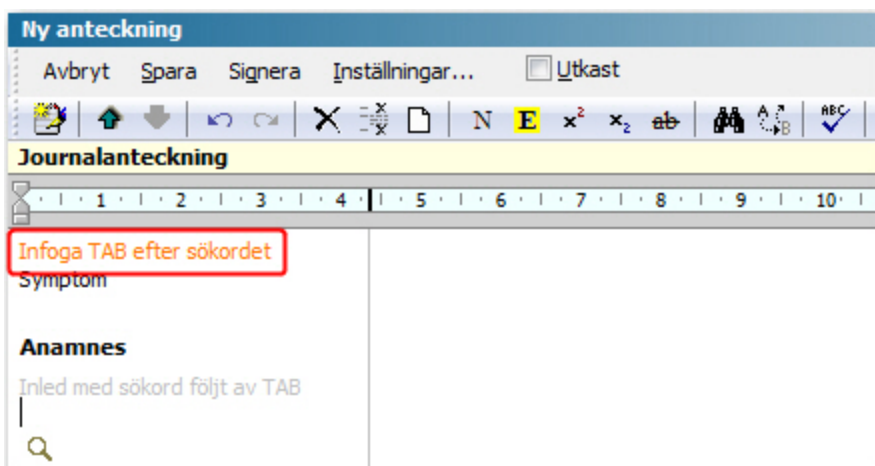 Ny anteckning
Avbryt Spara Signera Inställningar... Utkast
N E x² x₂ ab A B ABC
Journalanteckning
1 2 3 4 5 6 7 8 9 10
Infoga TAB efter sökordet
Symptom
Anamnes
Inled med sökord följt av TAB